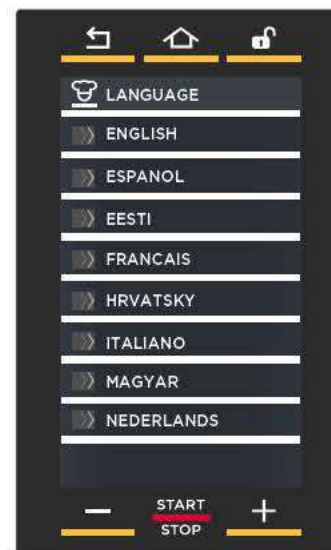 LANGUAGE
ENGLISH
ESPANOL
EESTI
FRANCAIS
HRVATSKY
ITALIANO
MAGYAR
NEDERLANDS
START
STOP